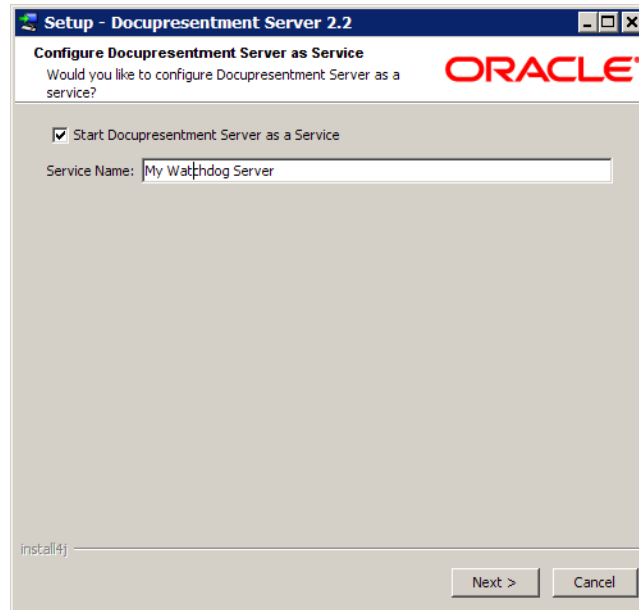 Setup - Docupresentment Server 2.2
Configure Docupresentment Server as Service
Would you like to configure Docupresentment Server as a
service?
ORACLE
Start Docupresentment Server as a Service
Service Name: My Watchdog Server
install4j
Next > Cancel